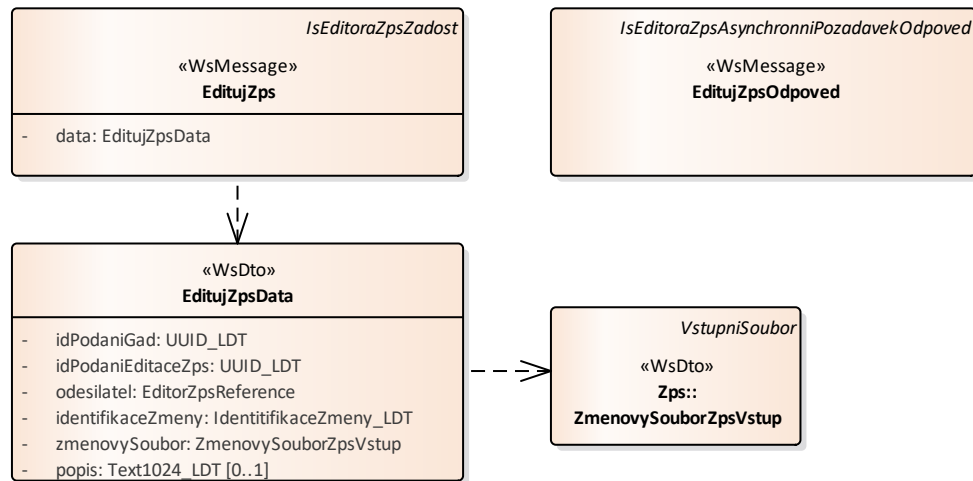 IsEditoraZpsZadost
«WsMessage»
EditujZps
- data: EditujZpsData
IsEditoraZpsAsynchronniPozadavekOdpoved
«WsMessage»
EditujZpsOdpoved
«WsDto»
EditujZpsData
- idPodaniGad: UUID_LDT
- idPodaniEditaceZps: UUID_LDT
- odesilatel: EditorZpsReference
- identifikaceZmeny: IdentitifikaceZmeny_LDT
- zmenovySoubor: ZmenovySouborZpsVstup
- popis: Text1024_LDT [0..1]
VstupniSoubor
«WsDto»
Zps::
ZmenovySouborZpsVstup